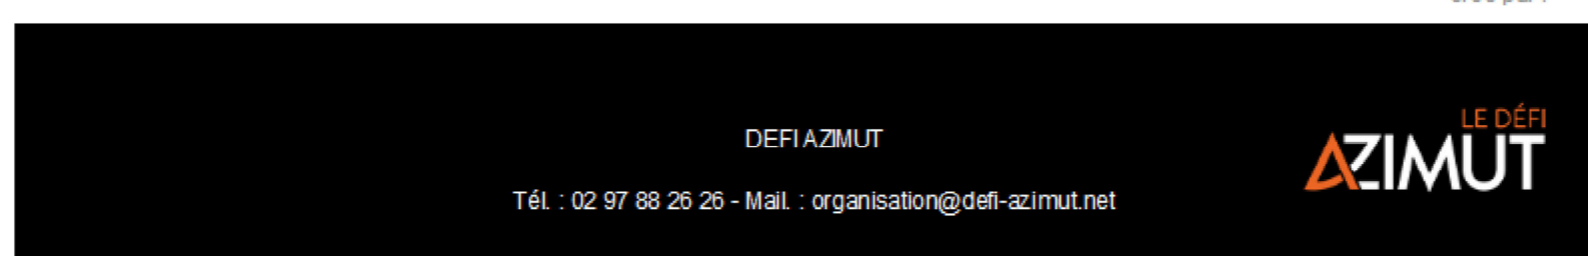 DEFI AZIMUT
Tél. : 02 97 88 26 26 - Mail. : organisation@defi-azimut.net
LE DÉFI
AZIMUT